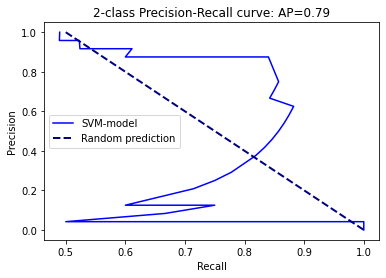 2-class Precision-Recall curve: AP=0.79
1.0
0.8
0.6
0.4
0.2
0.0
Precision
SVM-model
Random prediction
0.5 0.6 0.7 0.8 0.9 1.0
Recall